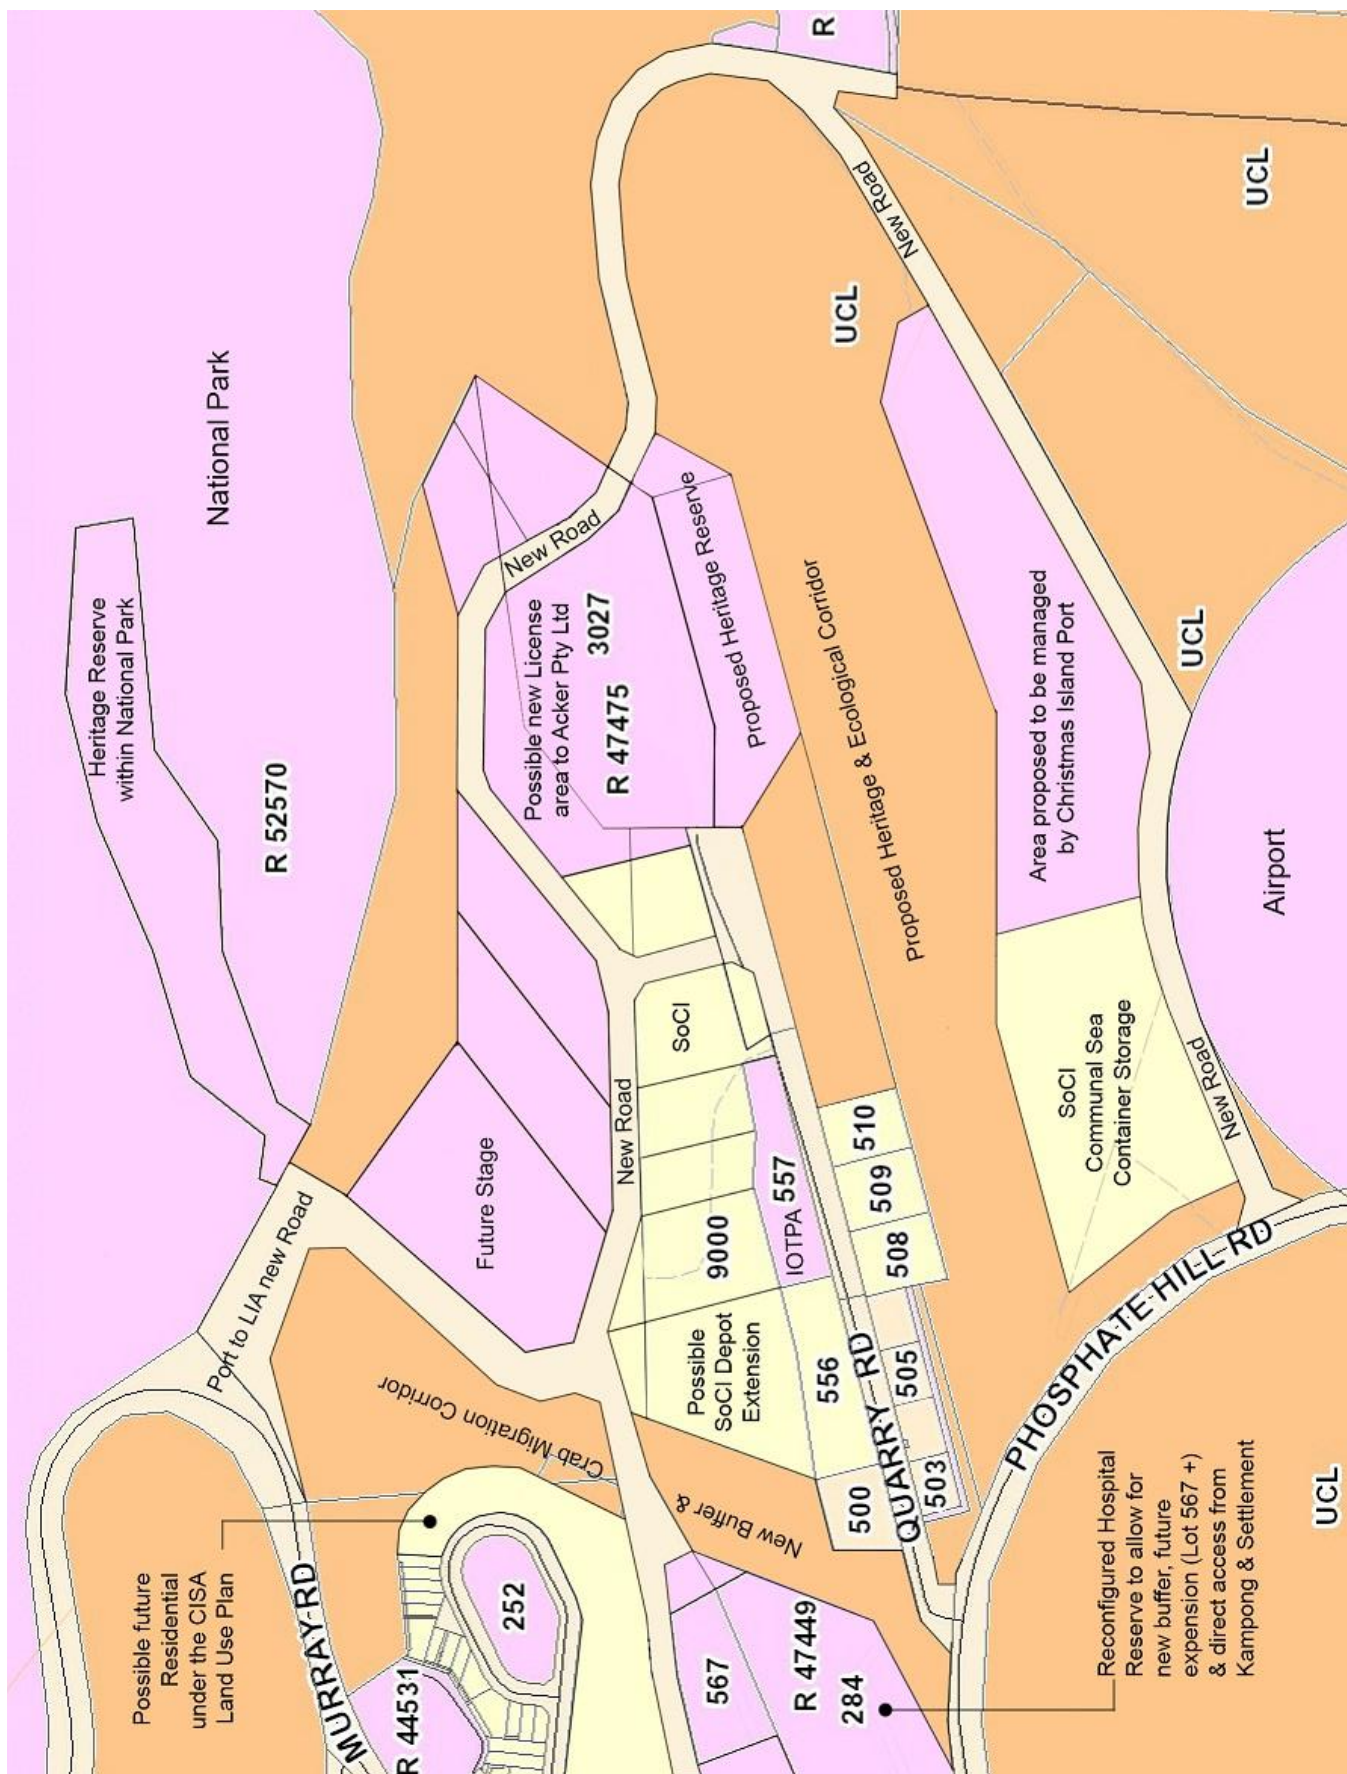 National Park
Heritage Reserve
within National Park
R 52570
R
UCL
UCL
New Road
New Road
Possible new License
area to Acker Pty Ltd
3027
R 47475
Proposed Heritage Reserve
Proposed Heritage & Ecological Corridor
Area proposed to be managed
by Christmas Island Port
UCL
Airport
Port to LIA new Road
Future Stage
New Road
SoCI
9000
IOTPA 557
510
509
508
SoCI
Communal Sea
Container Storage
New Road
Possible
SoCI Depot
Extension
556
505
503
500
QUARRY RD
PHOSPHATE HILL RD
Crab Migration Corridor
New Buffer &
Possible future
Residential
under the CISA
Land Use Plan
MURRAY RD
252
R 44531
567
R 47449
284
Reconfigured Hospital
Reserve to allow for
new buffer, future
expension (Lot 567 +)
& direct access from
Kampong & Settlement
UCL